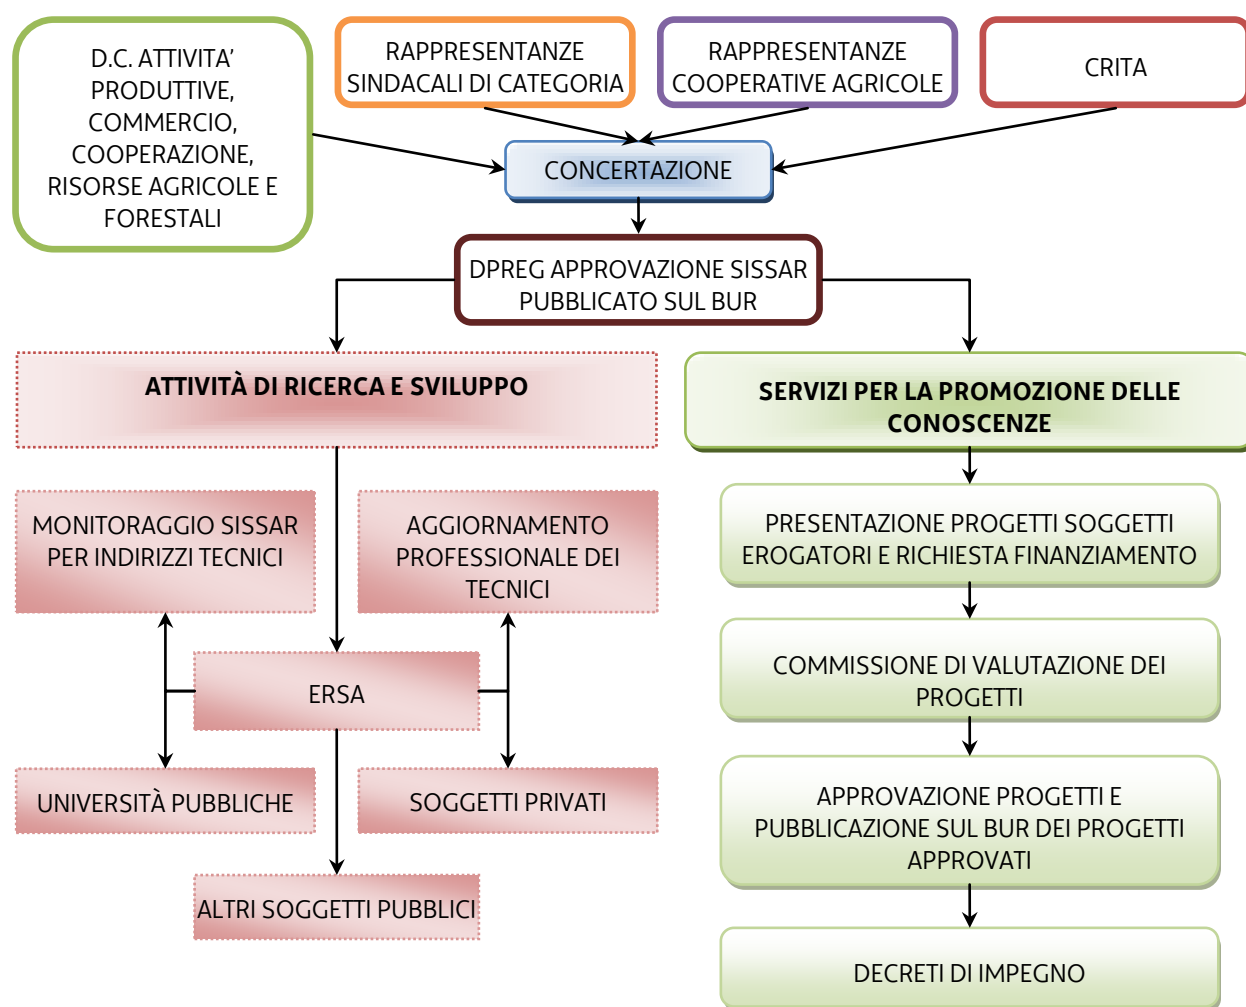 D.C. ATTIVITA’
PRODUTTIVE,
COMMERCIO,
COOPERAZIONE,
RISORSE AGRICOLE E
FORESTALI
RAPPRESENTANZE
SINDACALI DI CATEGORIA
RAPPRESENTANZE
COOPERATIVE AGRICOLE
CRITA
CONCERTAZIONE
DPREG APPROVAZIONE SISSAR
PUBBLICATO SUL BUR
ATTIVITÀ DI RICERCA E SVILUPPO
MONITORAGGIO SISSAR
PER INDIRIZZI TECNICI
AGGIORNAMENTO
PROFESSIONALE DEI
TECNICI
ERSA
UNIVERSITÀ PUBBLICHE
SOGGETTI PRIVATI
ALTRI SOGGETTI PUBBLICI
SERVIZI PER LA PROMOZIONE DELLE
CONOSCENZE
PRESENTAZIONE PROGETTI SOGGETTI
EROGATORI E RICHIESTA FINANZIAMENTO
COMMISSIONE DI VALUTAZIONE DEI
PROGETTI
APPROVAZIONE PROGETTI E
PUBBLICAZIONE SUL BUR DEI PROGETTI
APPROVATI
DECRETI DI IMPEGNO